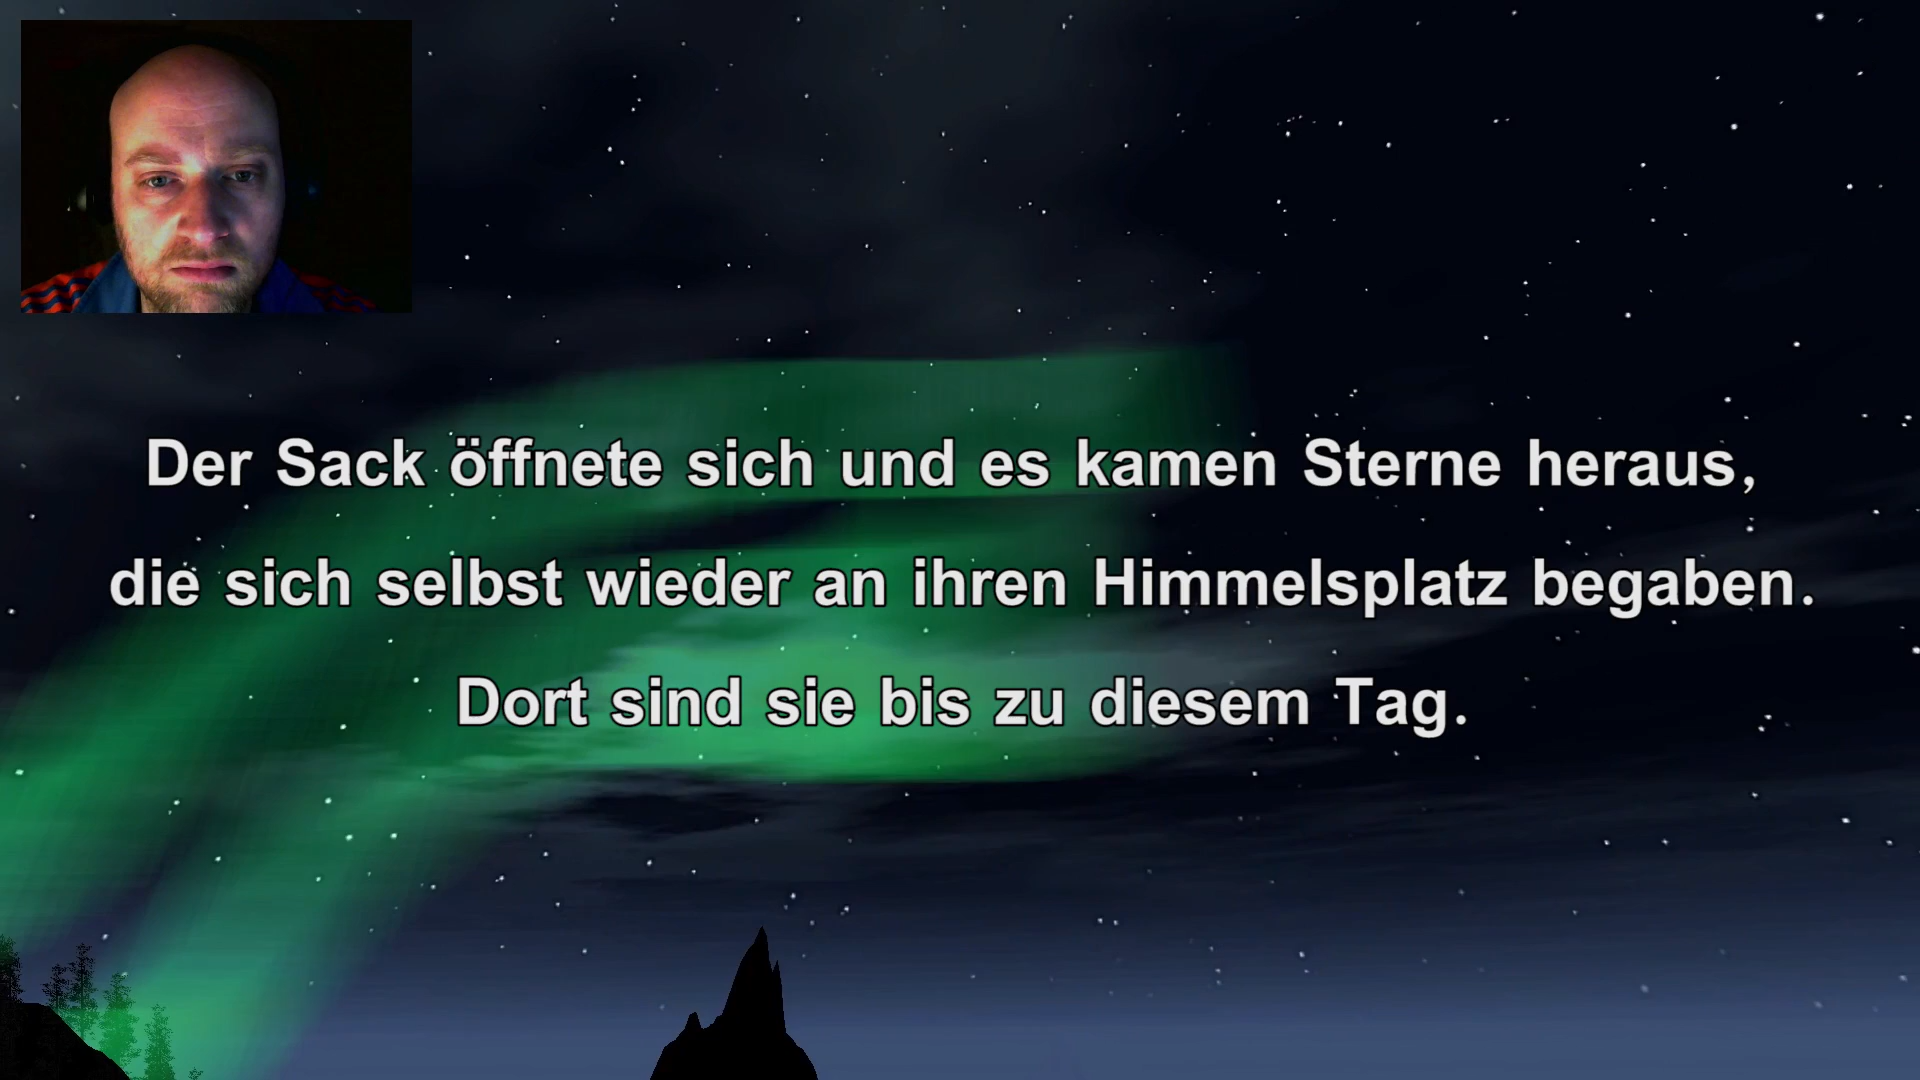 Der Sack öffnete sich und es kamen Sterne heraus,
die sich selbst wieder an ihren Himmelsplatz begaben.
Dort sind sie bis zu diesem Tag.